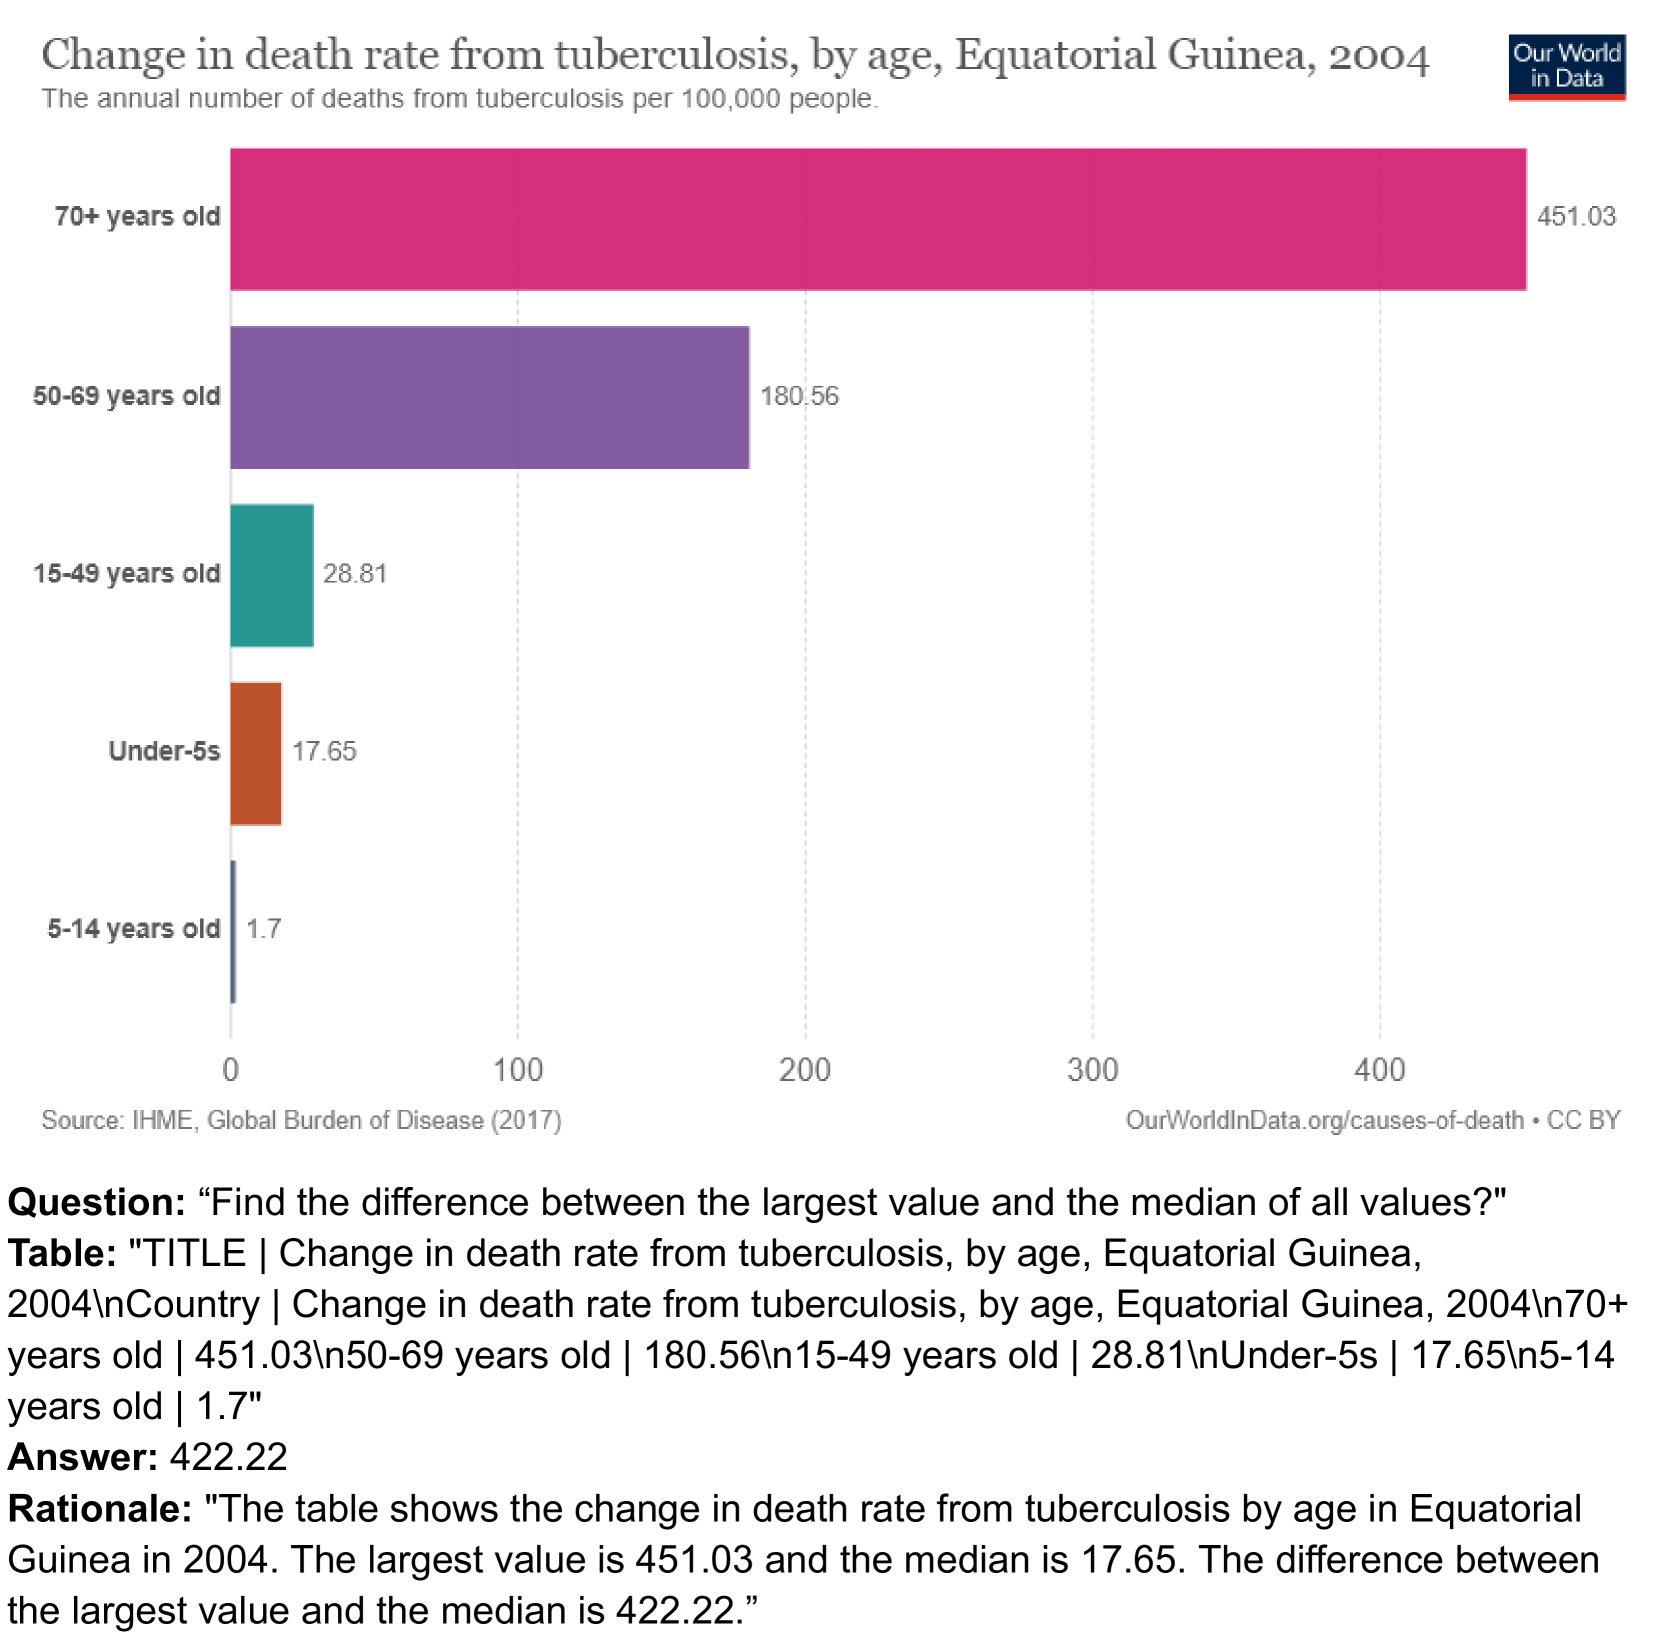 Change in death rate from tuberculosis, by age, Equatorial Guinea, 2004
Our World
in Data
The annual number of deaths from tuberculosis per 100,000 people.
70+ years old
451.03
50-69 years old
180.56
15-49 years old
28.81
Under-5s
17.65
5-14 years old
1.7
0 100 200 300 400
Source: IHME, Global Burden of Disease (2017)
OurWorldInData.org/causes-of-death • CC BY
Question: “Find the difference between the largest value and the median of all values?"
Table: "TITLE | Change in death rate from tuberculosis, by age, Equatorial Guinea,
2004\nCountry | Change in death rate from tuberculosis, by age, Equatorial Guinea, 2004\n70+
years old | 451.03\n50-69 years old | 180.56\n15-49 years old | 28.81\nUnder-5s | 17.65\n5-14
years old | 1.7"
Answer: 422.22
Rationale: "The table shows the change in death rate from tuberculosis by age in Equatorial
Guinea in 2004. The largest value is 451.03 and the median is 17.65. The difference between
the largest value and the median is 422.22.”